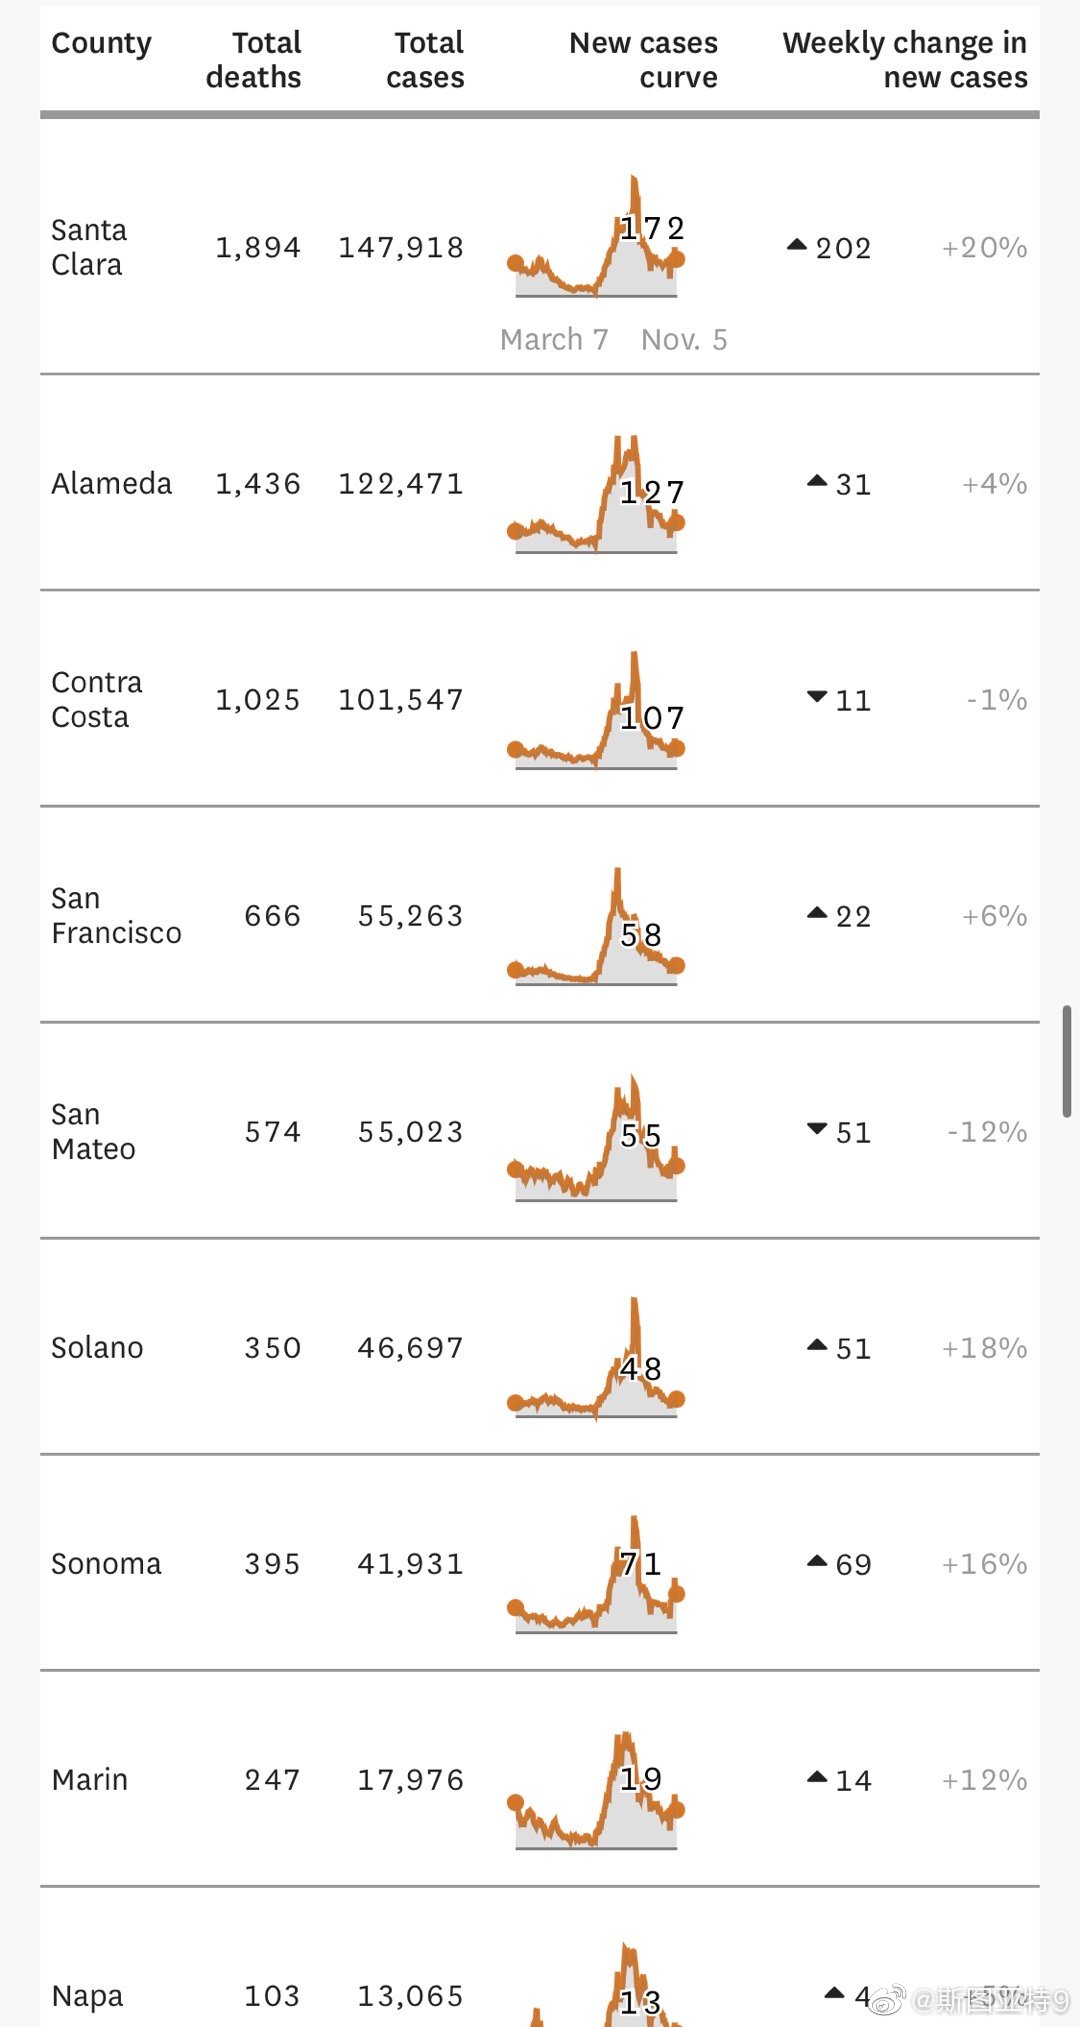 County Total deaths Total cases New cases curve Weekly change in new cases
Santa Clara 1,894 147,918 172 ▲ 202 +20%
March 7 Nov. 5
Alameda 1,436 122,471 127 ▲ 31 +4%
Contra Costa 1,025 101,547 107 ▼ 11 -1%
San Francisco 666 55,263 58 ▲ 22 +6%
San Mateo 574 55,023 55 ▼ 51 -12%
Solano 350 46,697 48 ▲ 51 +18%
Sonoma 395 41,931 71 ▲ 69 +16%
Marin 247 17,976 19 ▲ 14 +12%
Napa 103 13,065 13 ▲ 4 +5%
@斯图亚特9